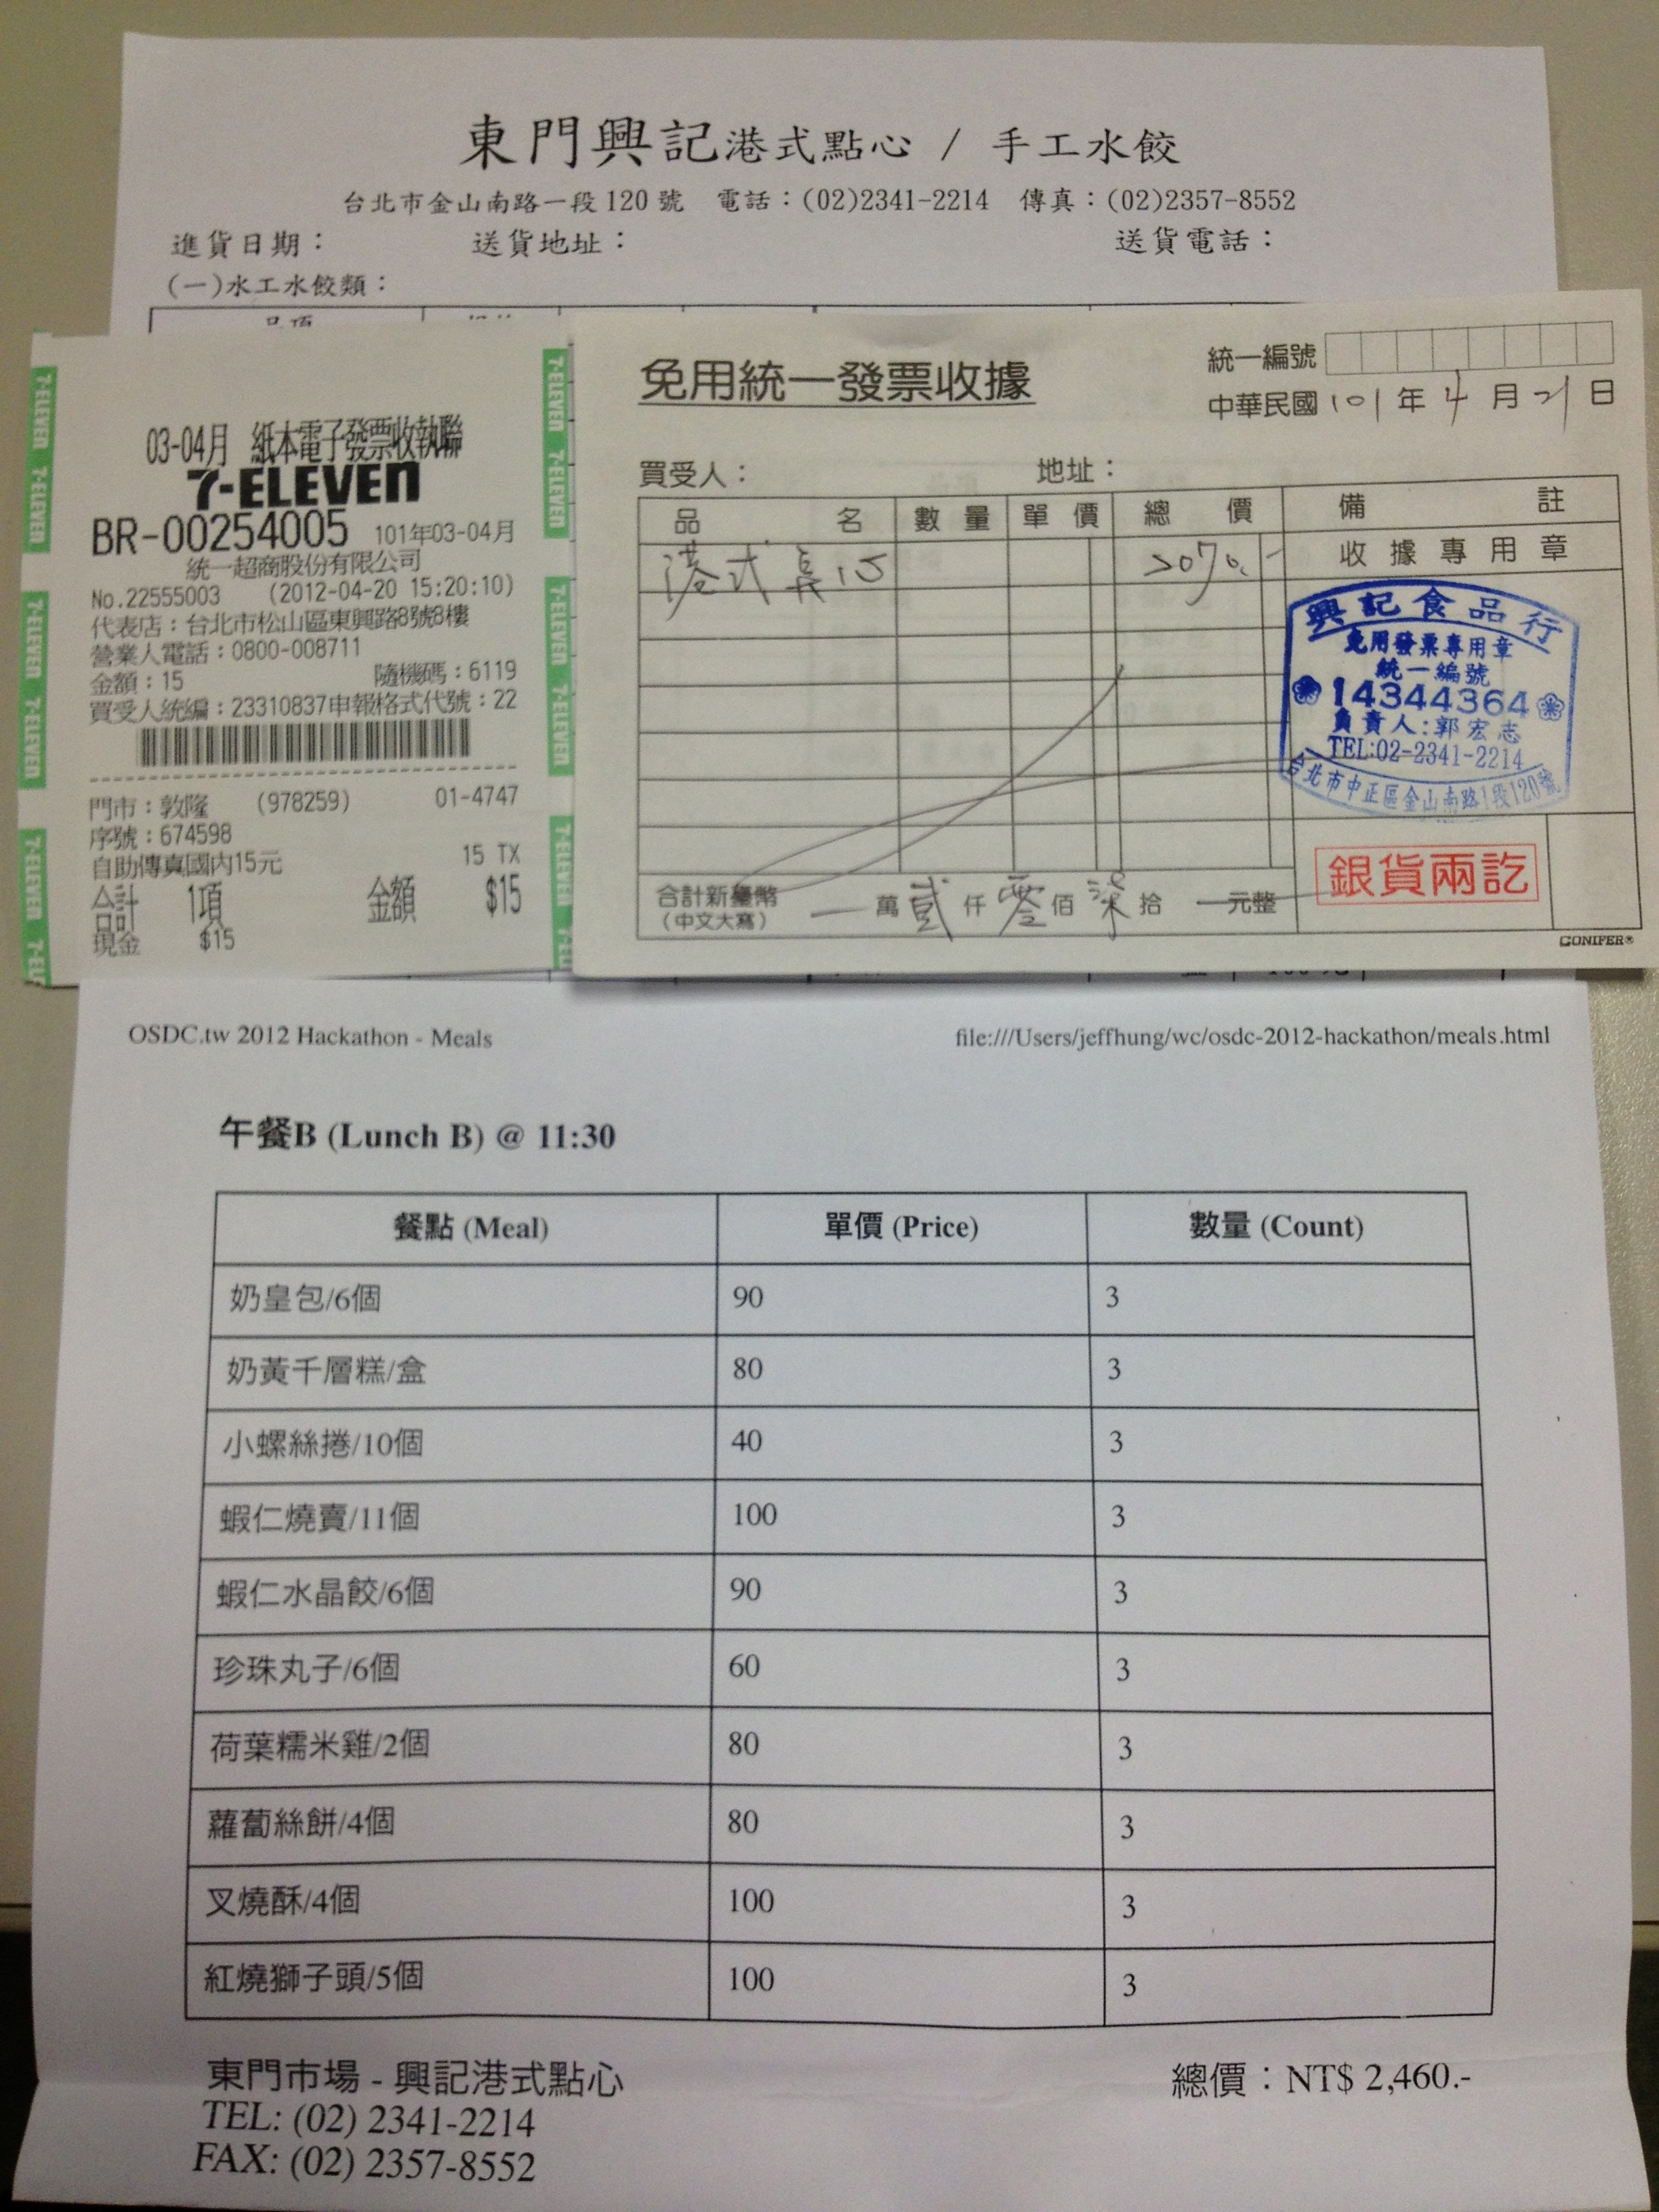 東門興記港式點心 / 手工水餃
台北市金山南路一段120號 電話：(02)2341-2214 傳真：(02)2357-8552
進貨日期： 送貨地址： 送貨電話：
(一)水工水餃類：
7-ELEVEN 7-ELEVEN
7-ELEVEN 7-ELEVEN
03-04月 紙本電子發票收執聯
7-ELEVEn
BR-00254005 101年03-04月
統一超商股份有限公司
No.22555003 (2012-04-20 15:20:10)
代表店：台北市松山區東興路8號8樓
營業人電話：0800-008711
金額：15 隨機碼：6119
買受人統編：23310837申報格式代號：22
門市：敦隆 (978259) 01-4747
序號：674598
自助傳真國內15元 15 TX
合計 1項 金額 $15
現金 $15
免用統一發票收據
統一編號
中華民國101年4月21日
買受人： 地址：
品名 數量 單價 總價 備註
港式 2070.- 收據專用章
興記食品行
免用發票專用章
統一編號
14344364
負責人:郭宏志
TEL:02-2341-2214
台北市中正區金山南路1段120號
銀貨兩訖
合計新臺幣 萬貳仟零佰柒拾 元整
(中文大寫)
CONIFER®
OSDC.tw 2012 Hackathon - Meals file:///Users/jeffhung/wc/osdc-2012-hackathon/meals.html
午餐B (Lunch B) @ 11:30
餐點 (Meal) 單價 (Price) 數量 (Count)
奶皇包/6個 90 3
奶黃千層糕/盒 80 3
小螺絲捲/10個 40 3
蝦仁燒賣/11個 100 3
蝦仁水晶餃/6個 90 3
珍珠丸子/6個 60 3
荷葉糯米雞/2個 80 3
蘿蔔絲餅/4個 80 3
叉燒酥/4個 100 3
紅燒獅子頭/5個 100 3
東門市場 - 興記港式點心 總價：NT$ 2,460.-
TEL: (02) 2341-2214
FAX: (02) 2357-8552